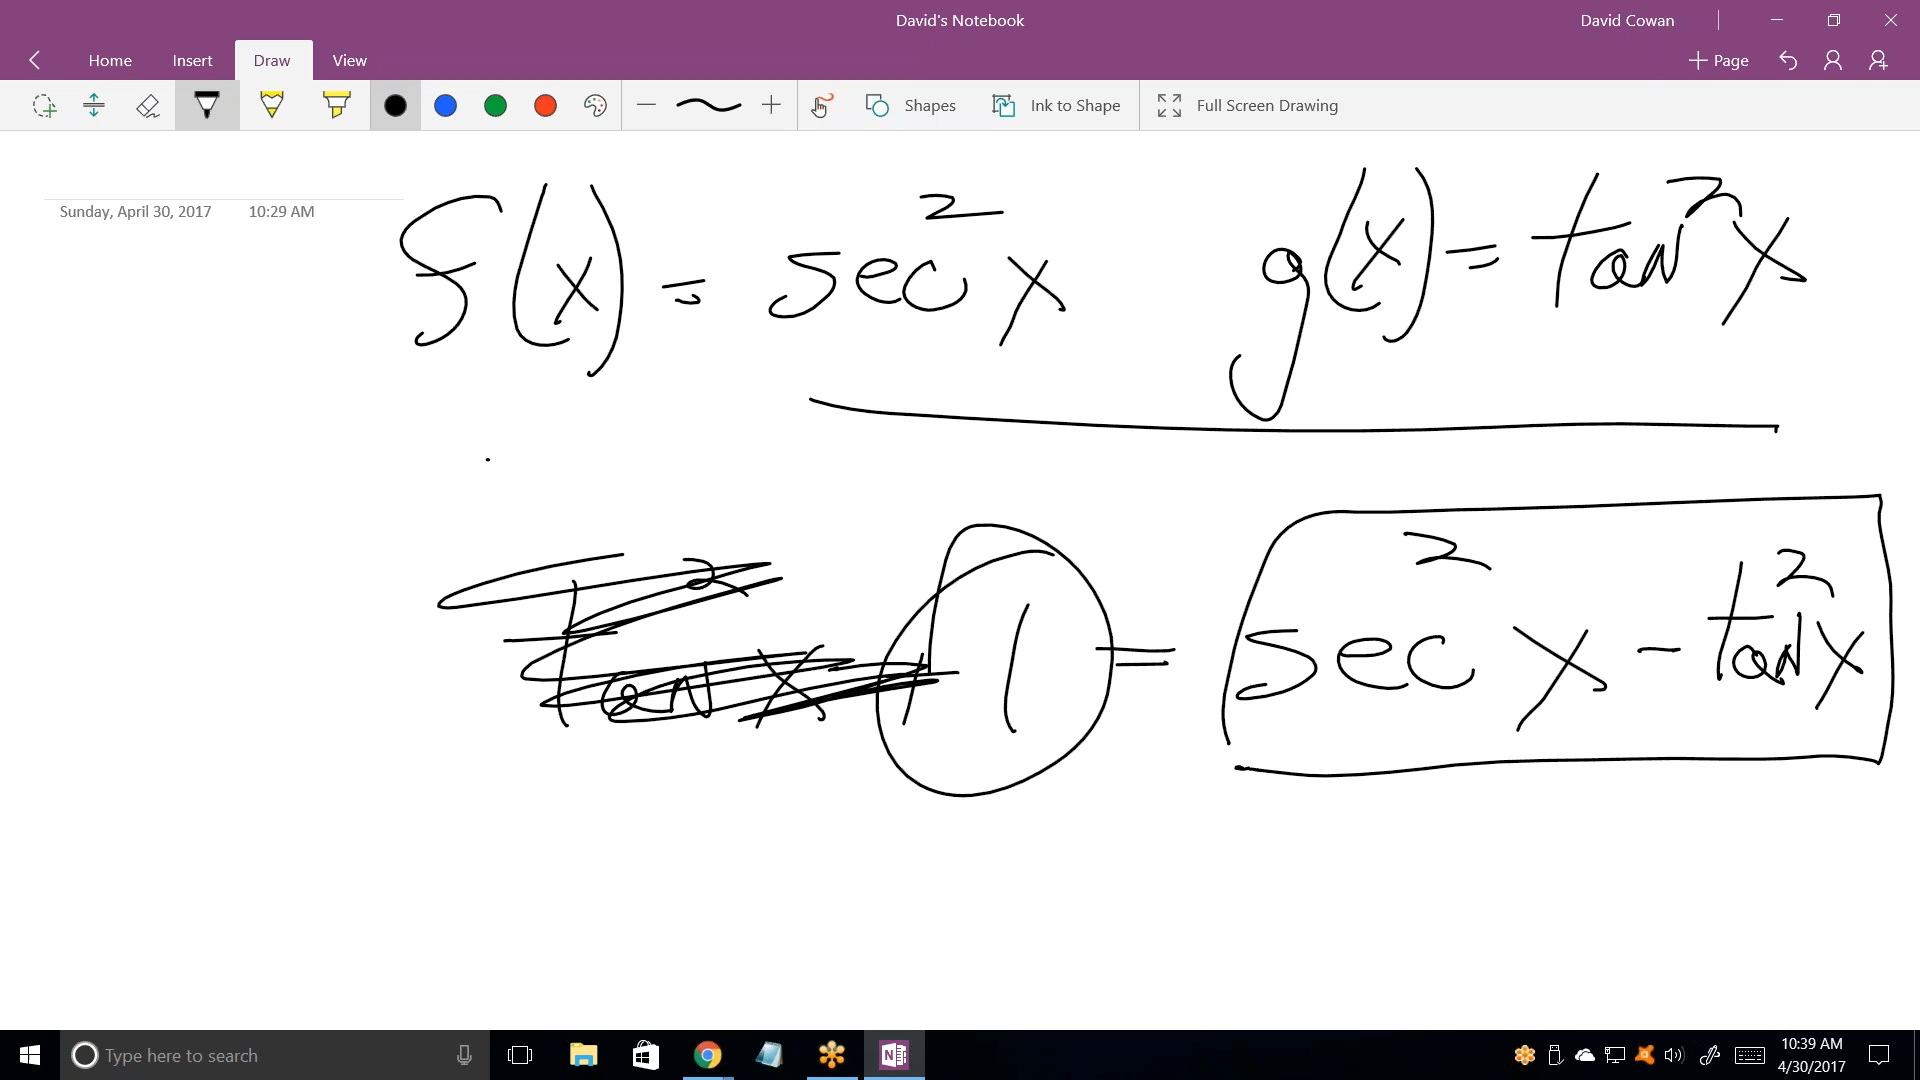 David's Notebook
David Cowan
Home Insert Draw View
Page
Shapes Ink to Shape Full Screen Drawing
Sunday, April 30, 2017 10:29 AM
f(x) = sec²x g(x) = tan²x
tan²x + 1 = sec²x - tan²x
Type here to search
10:39 AM
4/30/2017